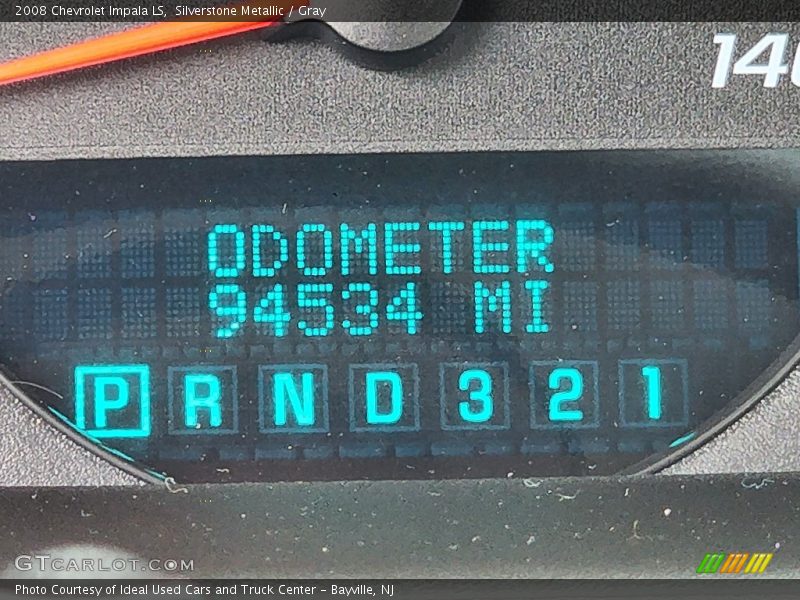 2008 Chevrolet Impala LS, Silverstone Metallic / Gray
140
ODOMETER
94534 MI
P R N D 3 2 1
GTCARLOT.COM
Photo Courtesy of Ideal Used Cars and Truck Center - Bayville, NJ